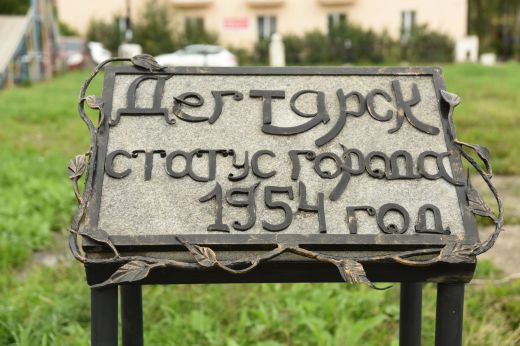 Дегтярск
статус города
1954 год